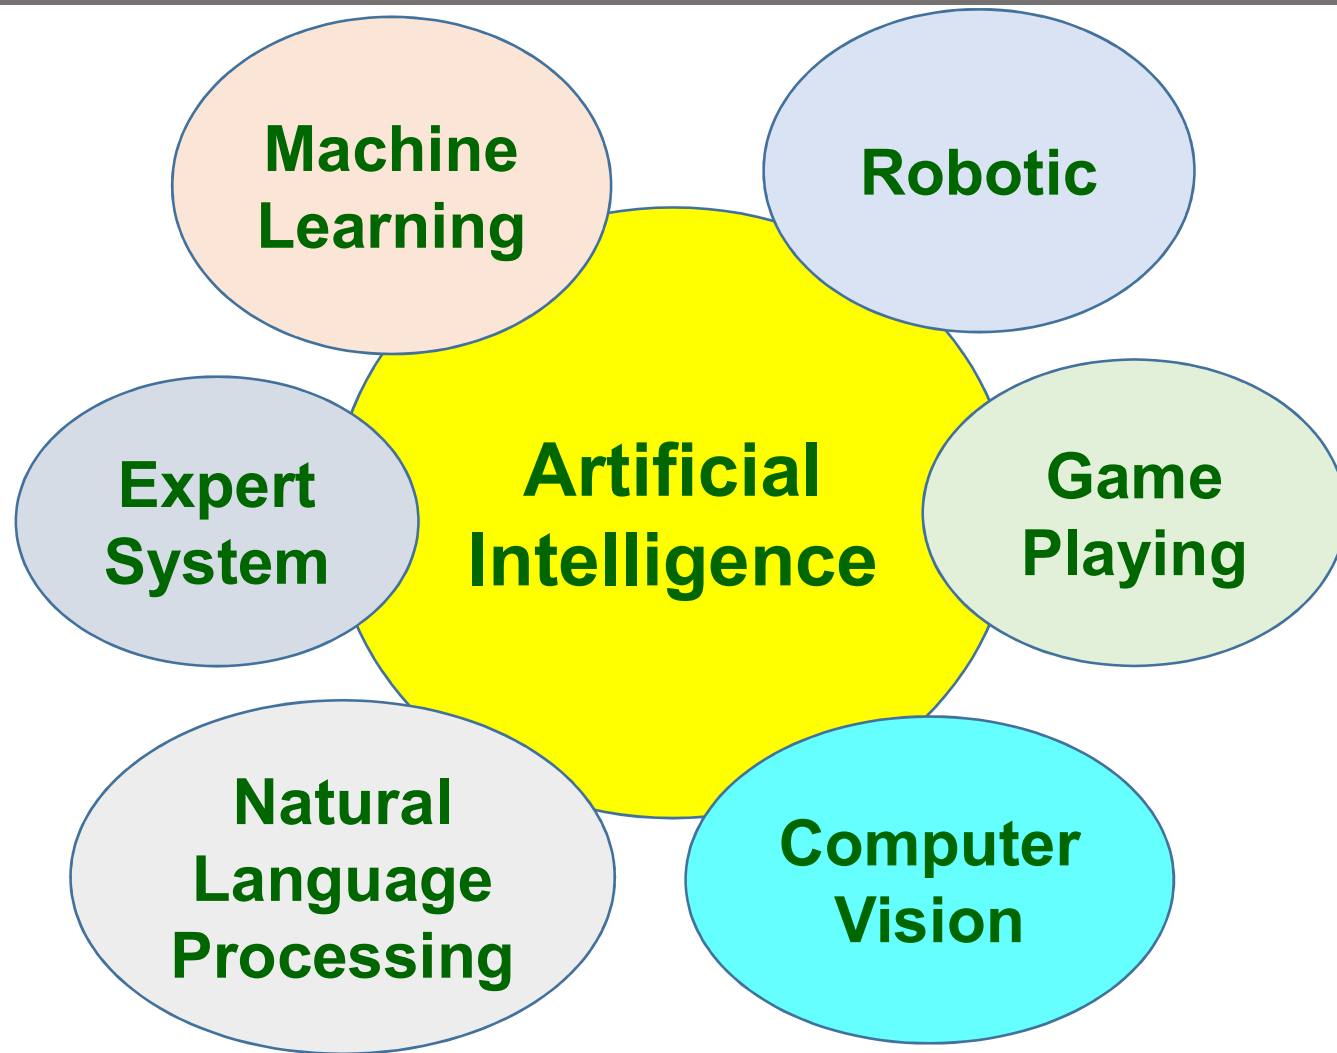 Machine
Learning
Robotic
Expert
System
Artificial
Intelligence
Game
Playing
Natural
Language
Processing
Computer
Vision